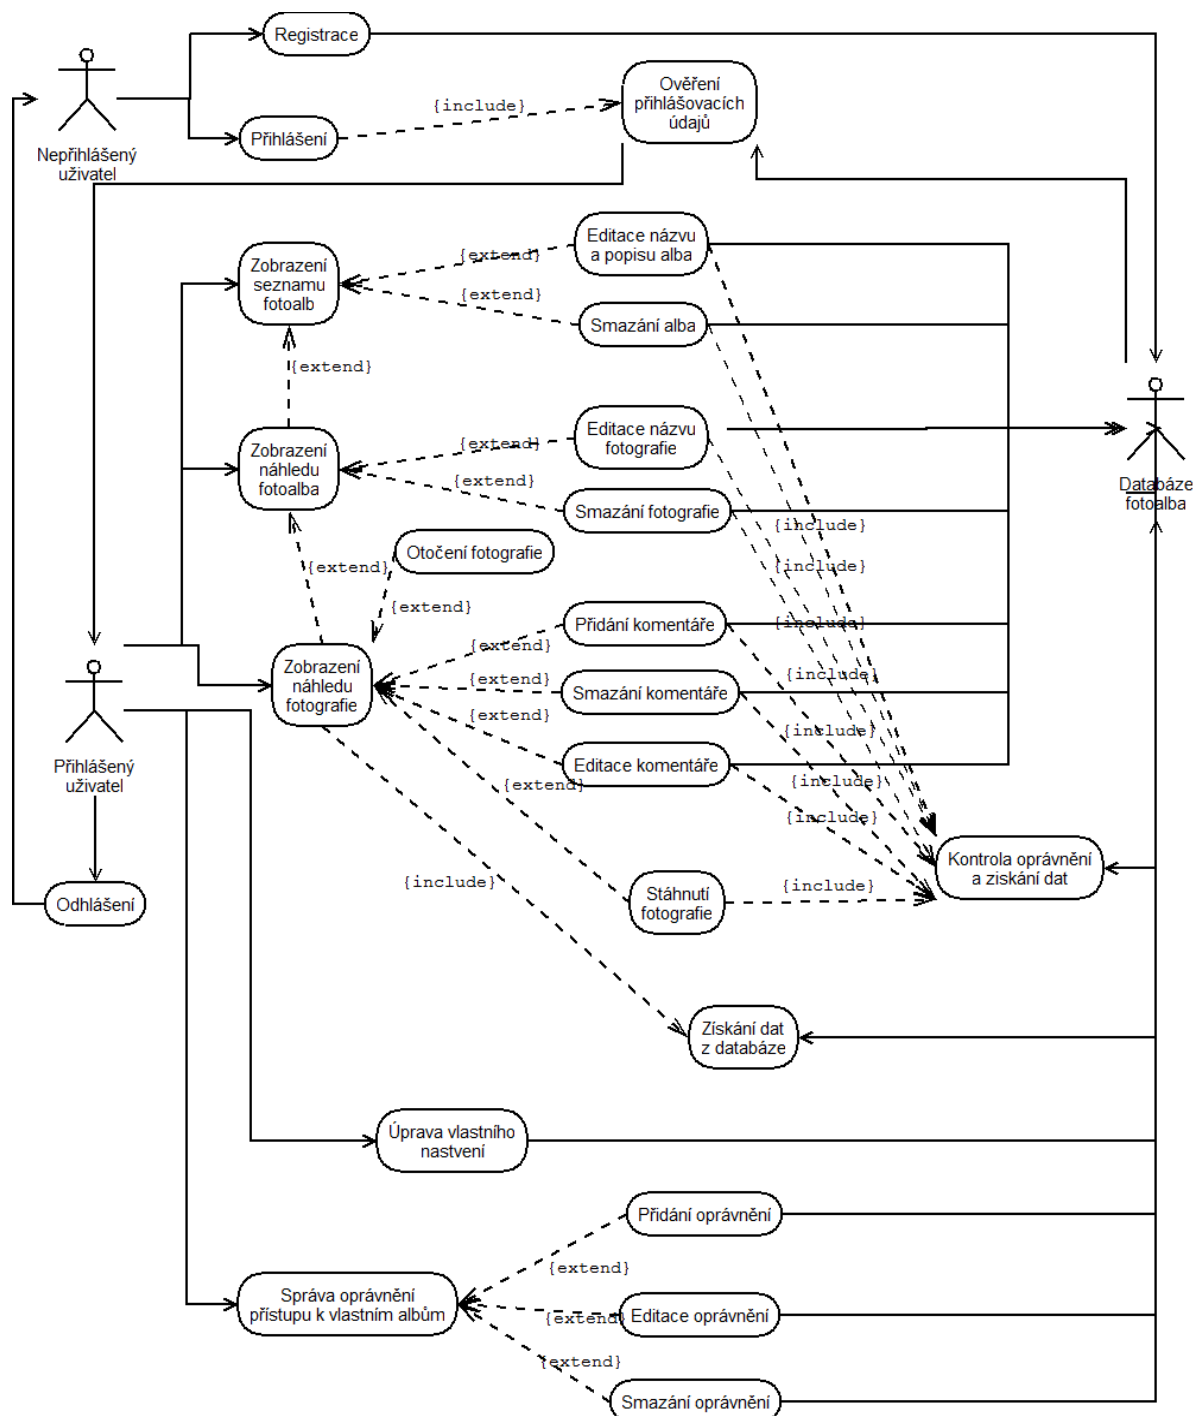 Registrace
Ověření
přihlášovacích
údajů
{include}
Přihlášení
Nepřihlášený
uživatel
Editace názvu
a popisu alba
{extend}
Zobrazení
seznamu
fotoalb
{extend}
Smazání alba
{extend}
Editace názvu
fotografie
{extend}
Zobrazení
náhledu
fotoalba
{extend}
Databáze
fotoalba
Smazání fotografie
{include}
Otočení fotografie
{extend}
{include}
{extend}
Přidání komentáře
{include}
{extend}
Zobrazení
náhledu
fotografie
{extend}
Smazání komentáře
{include}
{extend}
{include}
Přihlášený
uživatel
Editace komentáře
{extend}
{include}
{include}
Kontrola oprávnění
a ziskání dat
{include}
Stáhnutí
fotografie
{include}
Odhlášení
Získání dat
z databáze
Úprava vlastního
nastvení
Přidání oprávnění
{extend}
Správa oprávnění
přístupu k vlastním albům
Editace oprávnění
{extend}
{extend}
Smazání oprávnění